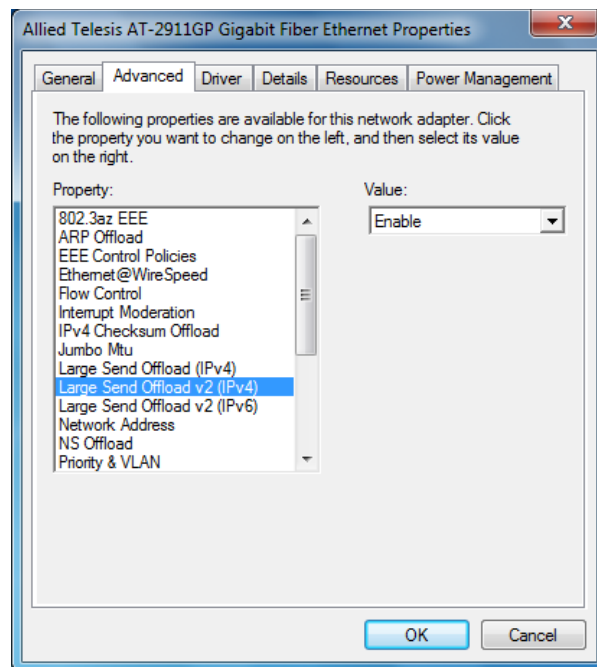 Allied Telesis AT-2911GP Gigabit Fiber Ethernet Properties
General Advanced Driver Details Resources Power Management
The following properties are available for this network adapter. Click
the property you want to change on the left, and then select its value
on the right.
Property:
Value:
802.3az EEE
ARP Offload
EEE Control Policies
Ethernet@WireSpeed
Flow Control
Interrupt Moderation
IPv4 Checksum Offload
Jumbo Mtu
Large Send Offload (IPv4)
Large Send Offload v2 (IPv4)
Large Send Offload v2 (IPv6)
Network Address
NS Offload
Priority & VLAN
Enable
OK Cancel